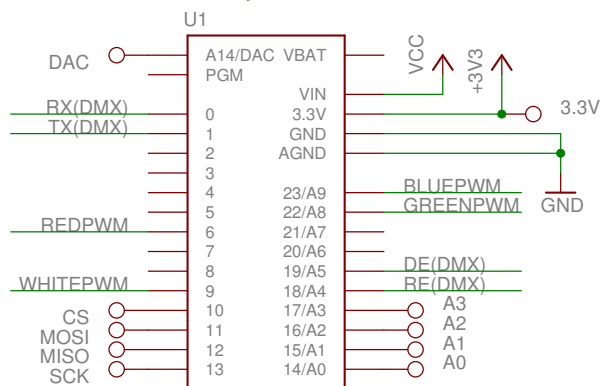 U1
DAC A14/DAC VBAT VCC +3V3
PGM
VIN
RX(DMX) 0 3.3V 3.3V
TX(DMX) 1 GND
2 AGND
3
4 23/A9 BLUEPWM
5 22/A8 GREENPWM GND
REDPWM 6 21/A7
7 20/A6
8 19/A5 DE(DMX)
WHITEPWM 9 18/A4 RE(DMX)
CS 10 17/A3 A3
MOSI 11 16/A2 A2
MISO 12 15/A1 A1
SCK 13 14/A0 A0